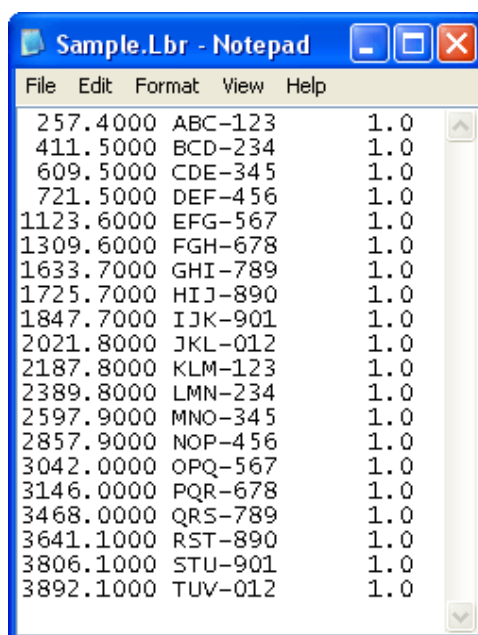 Sample.Lbr - Notepad
File Edit Format View Help
257.4000 ABC-123 1.0
411.5000 BCD-234 1.0
609.5000 CDE-345 1.0
721.5000 DEF-456 1.0
1123.6000 EFG-567 1.0
1309.6000 FGH-678 1.0
1633.7000 GHI-789 1.0
1725.7000 HIJ-890 1.0
1847.7000 IJK-901 1.0
2021.8000 JKL-012 1.0
2187.8000 KLM-123 1.0
2389.8000 LMN-234 1.0
2597.9000 MNO-345 1.0
2857.9000 NOP-456 1.0
3042.0000 OPQ-567 1.0
3146.0000 PQR-678 1.0
3468.0000 QRS-789 1.0
3641.1000 RST-890 1.0
3806.1000 STU-901 1.0
3892.1000 TUV-012 1.0